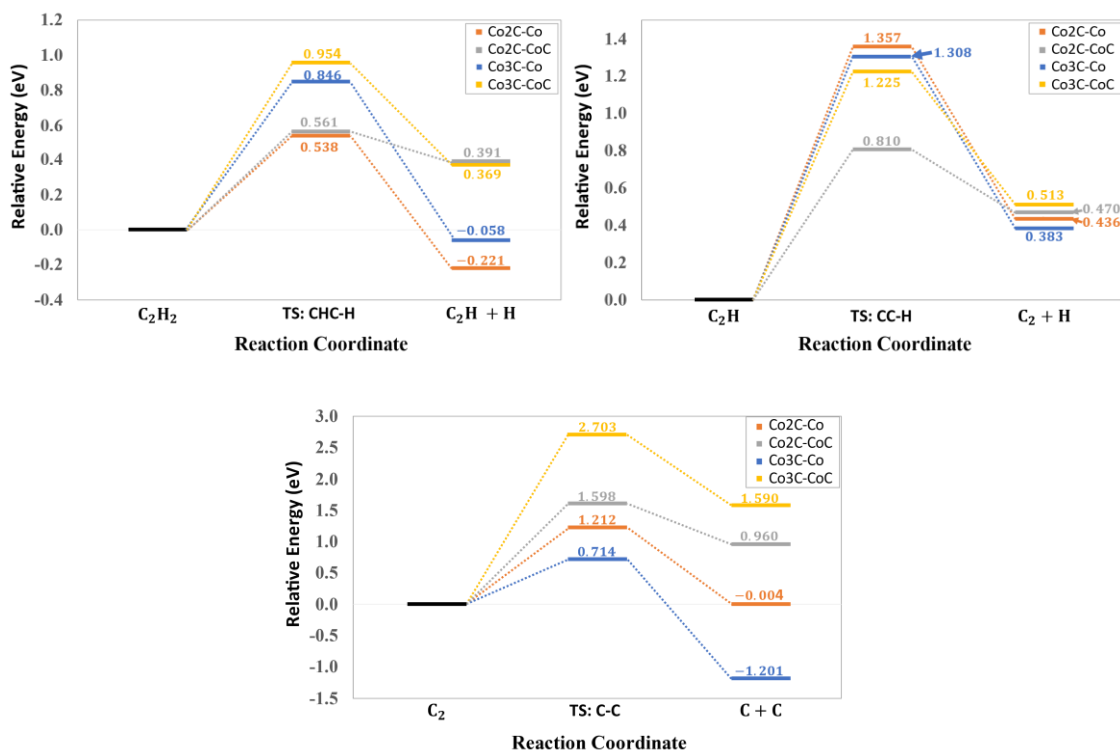 1.2
1.0
0.8
0.6
0.4
0.2
0.0
-0.2
-0.4
Relative Energy (eV)
Co2C-Co
Co2C-CoC
Co3C-Co
Co3C-CoC
0.954
0.846
0.561
0.538
0.391
0.369
−0.058
−0.221
C₂H₂
TS: CHC-H
C₂H + H
Reaction Coordinate
1.4
1.2
1.0
0.8
0.6
0.4
0.2
0.0
Relative Energy (eV)
Co2C-Co
Co2C-CoC
Co3C-Co
Co3C-CoC
1.357
1.308
1.225
0.810
0.513
0.470
0.436
0.383
C₂H
TS: CC-H
C₂ + H
Reaction Coordinate
3.0
2.5
2.0
1.5
1.0
0.5
0.0
-0.5
-1.0
-1.5
Relative Energy (eV)
Co2C-Co
Co2C-CoC
Co3C-Co
Co3C-CoC
2.703
1.598
1.590
1.212
0.960
0.714
−0.004
−1.201
C₂
TS: C-C
C + C
Reaction Coordinate